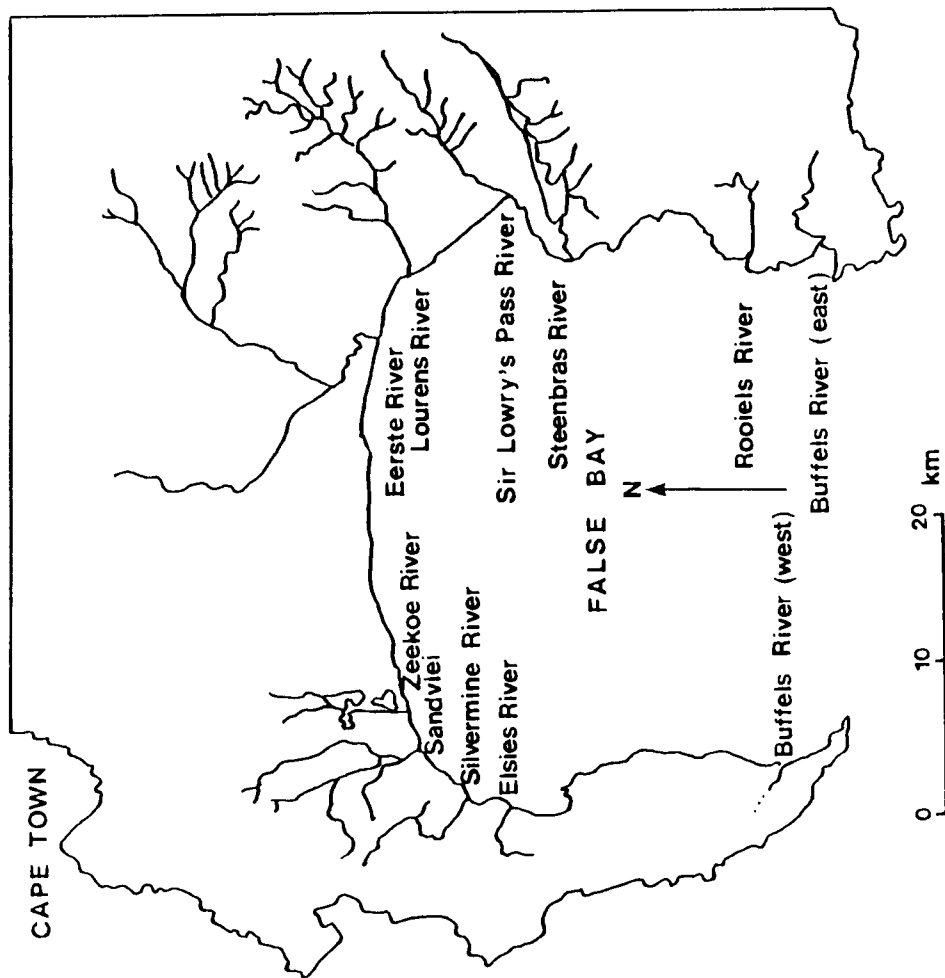 CAPE TOWN
Zeekoe River
Sandvlei
Silvermine River
Elsies River
Eerste River
Lourens River
Sir Lowry's Pass River
Steenbras River
FALSE BAY
N
Rooiels River
Buffels River (east)
Buffels River (west)
0 10 20 km